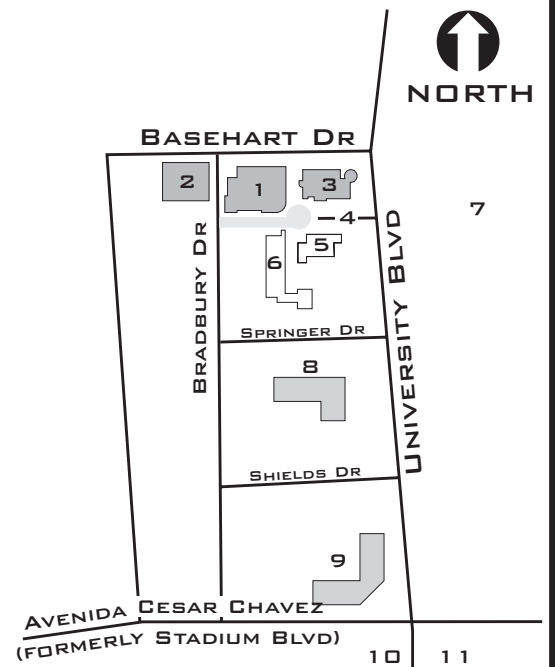 NORTH
BASEHART DR
2
1
3
4
7
5
6
BRADBURY DR
UNIVERSITY BLVD
SPRINGER DR
8
SHIELDS DR
9
AVENIDA CESAR CHAVEZ
(FORMERLY STADIUM BLVD)
10
11